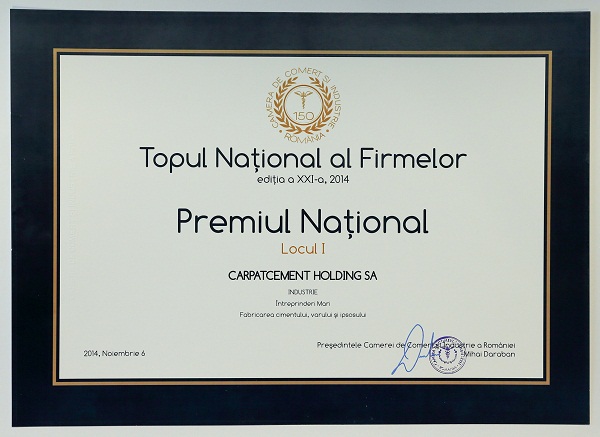 CAMERA DE COMERȚ ȘI INDUSTRIE
150
ROMÂNIA
Topul Național al Firmelor
ediția a XXI-a, 2014
Premiul Național
Locul I
CARPATCEMENT HOLDING SA
INDUSTRIE
Întreprinderi Mari
Fabricarea cimentului, varului și ipsosului
Președintele Camerei de Comerț și Industrie a României
2014, Noiembrie 6
Mihai Daraban